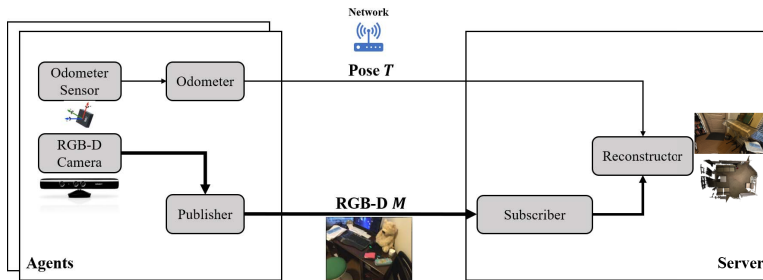 Network
Odometer
Sensor
Odometer
Pose T
RGB-D
Camera
Reconstructor
Publisher
RGB-D M
Subscriber
Agents
Server